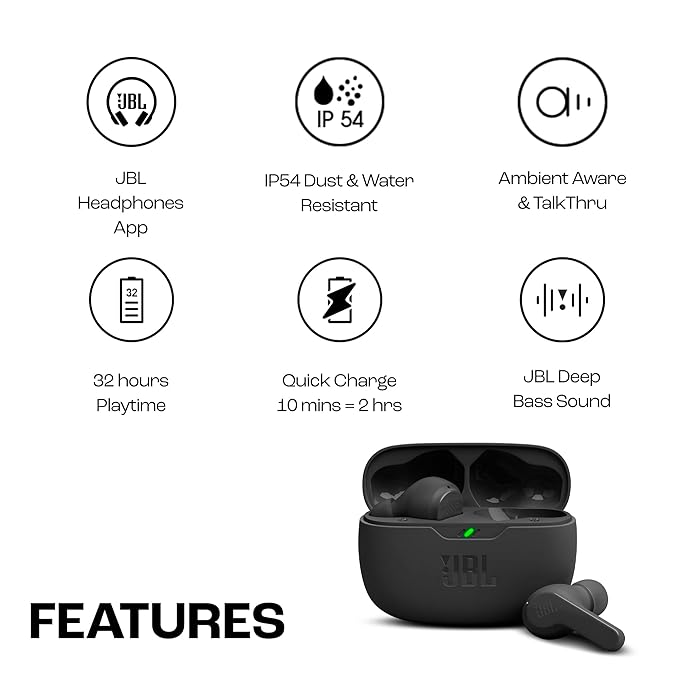 JBL
JBL
Headphones
App
IP 54
IP54 Dust & Water
Resistant
Ambient Aware
& TalkThru
32
32 hours
Playtime
Quick Charge
10 mins = 2 hrs
JBL Deep
Bass Sound
JBL
JBL
FEATURES